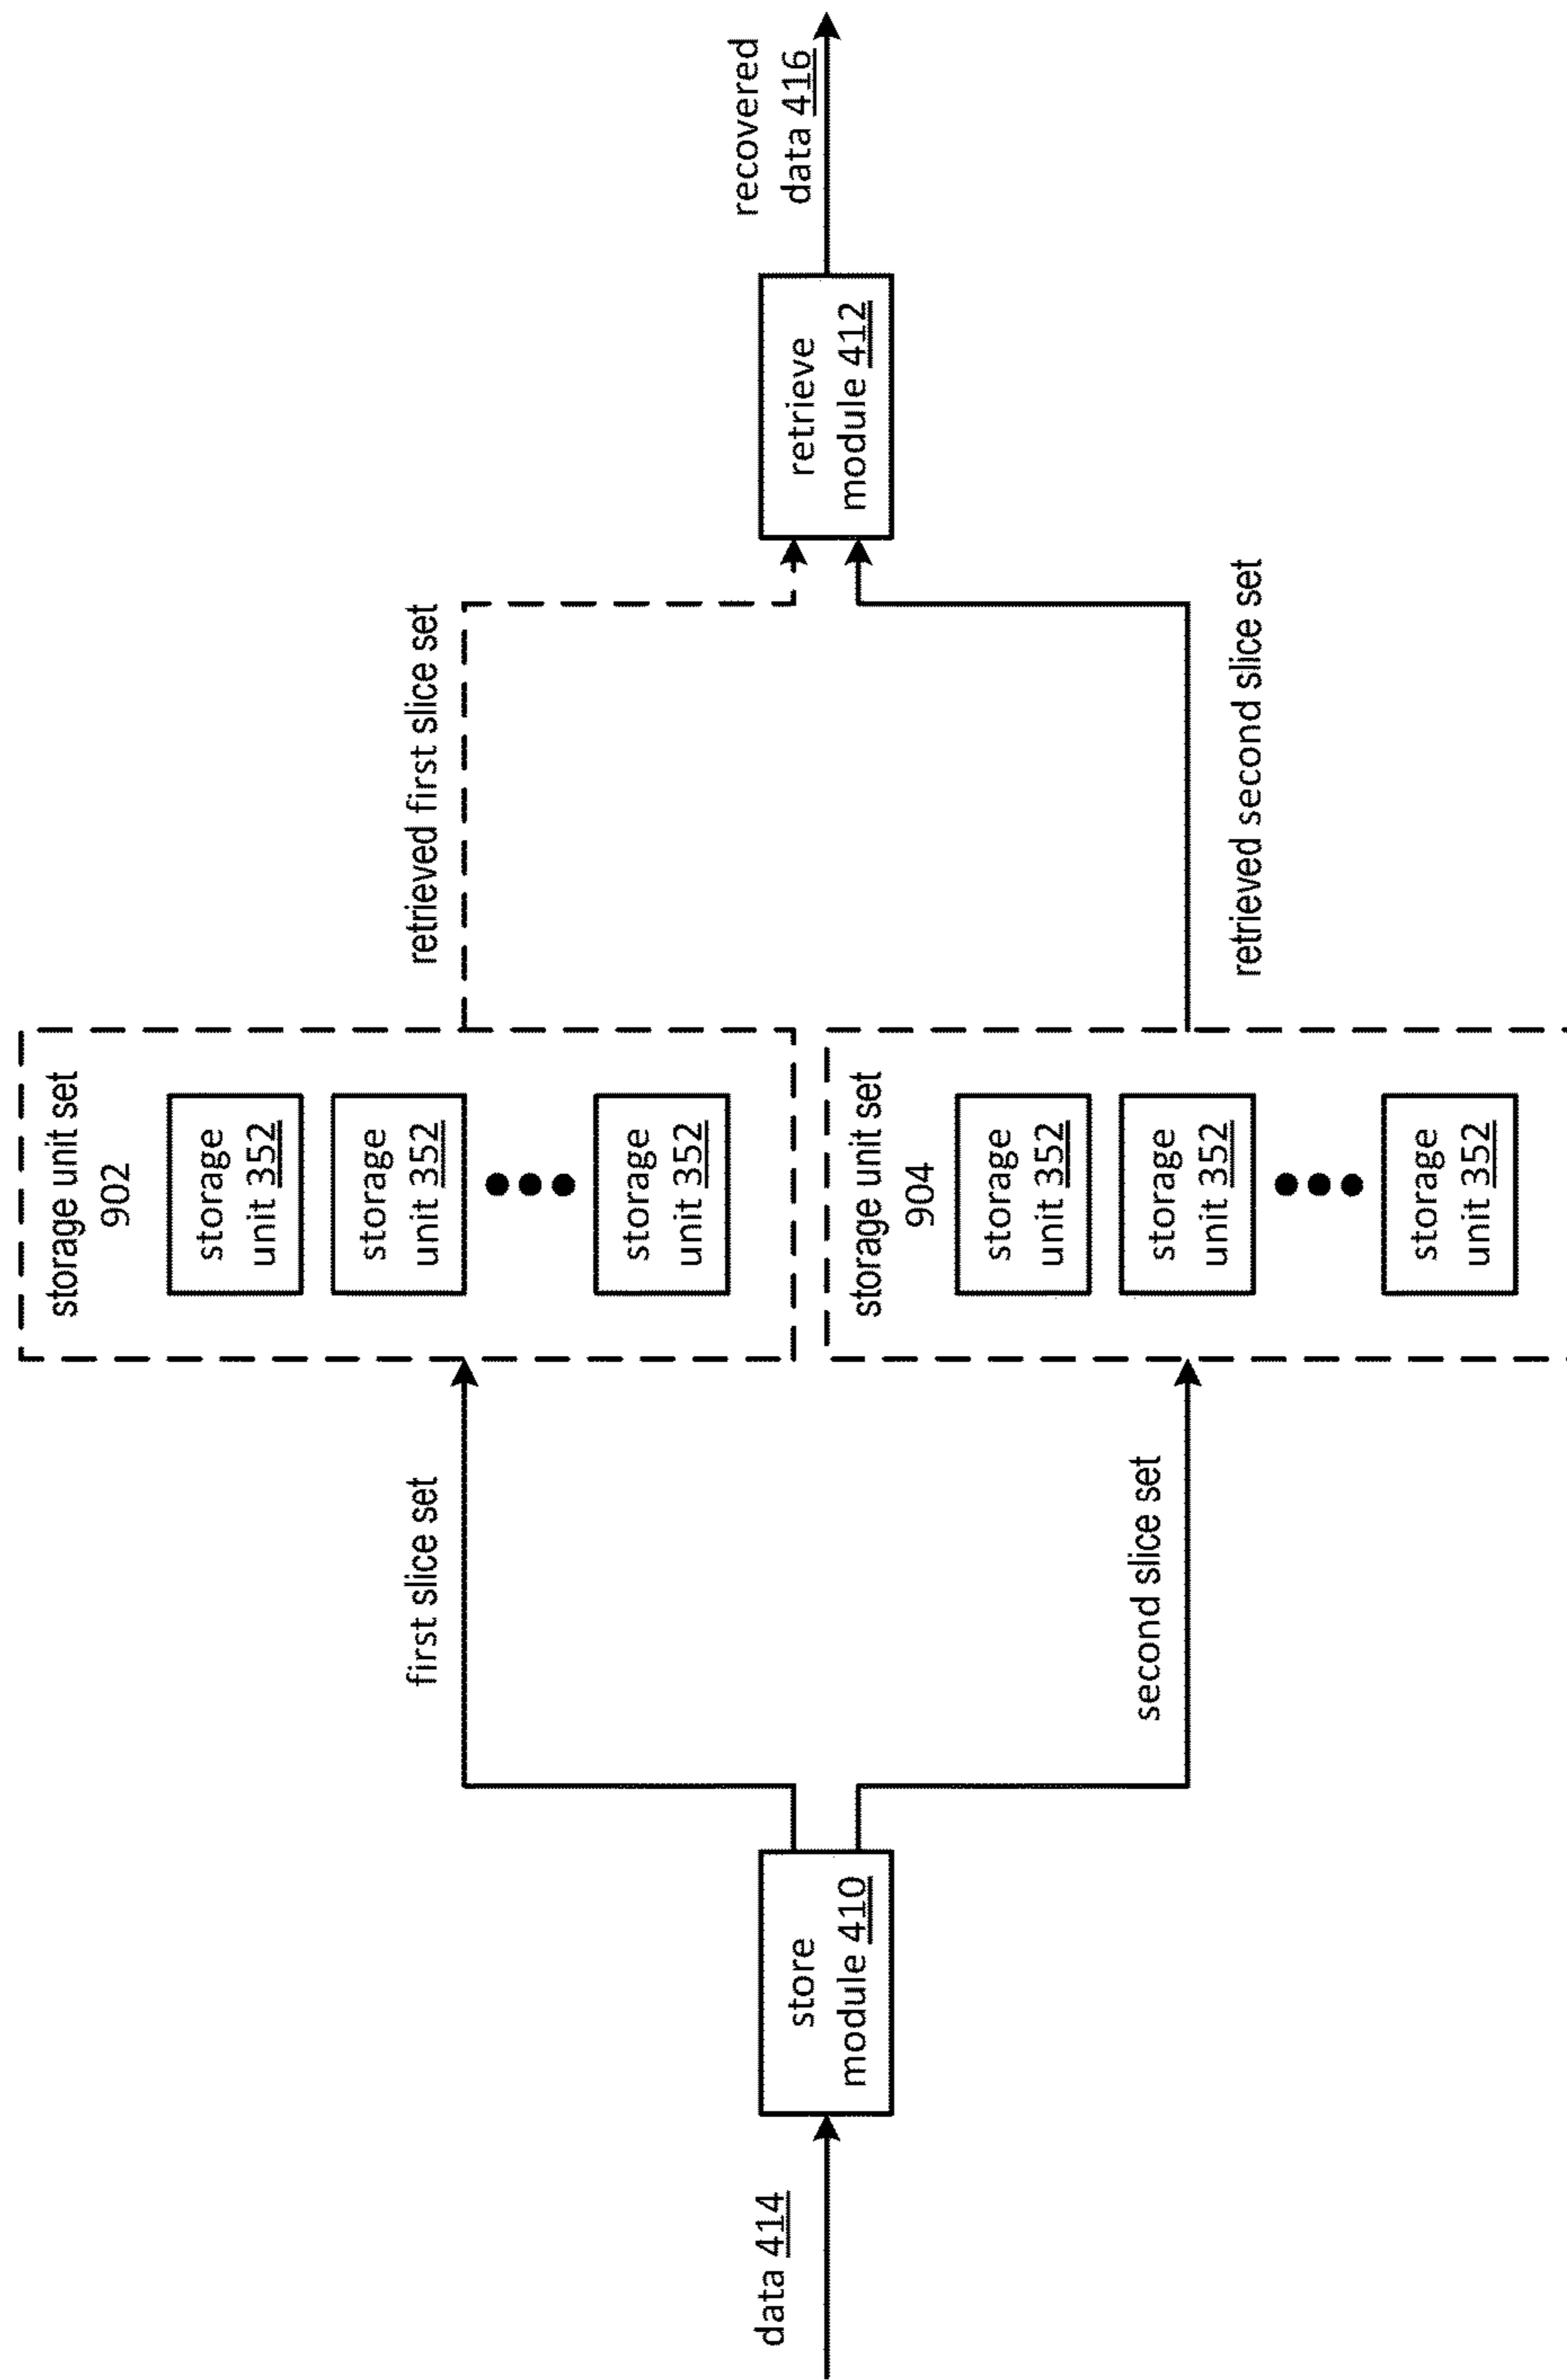 data 414
store
module 410
first slice set
second slice set
storage unit set
902
storage
unit 352
storage
unit 352
storage
unit 352
storage unit set
904
storage
unit 352
storage
unit 352
storage
unit 352
retrieved first slice set
retrieved second slice set
retrieve
module 412
recovered
data 416